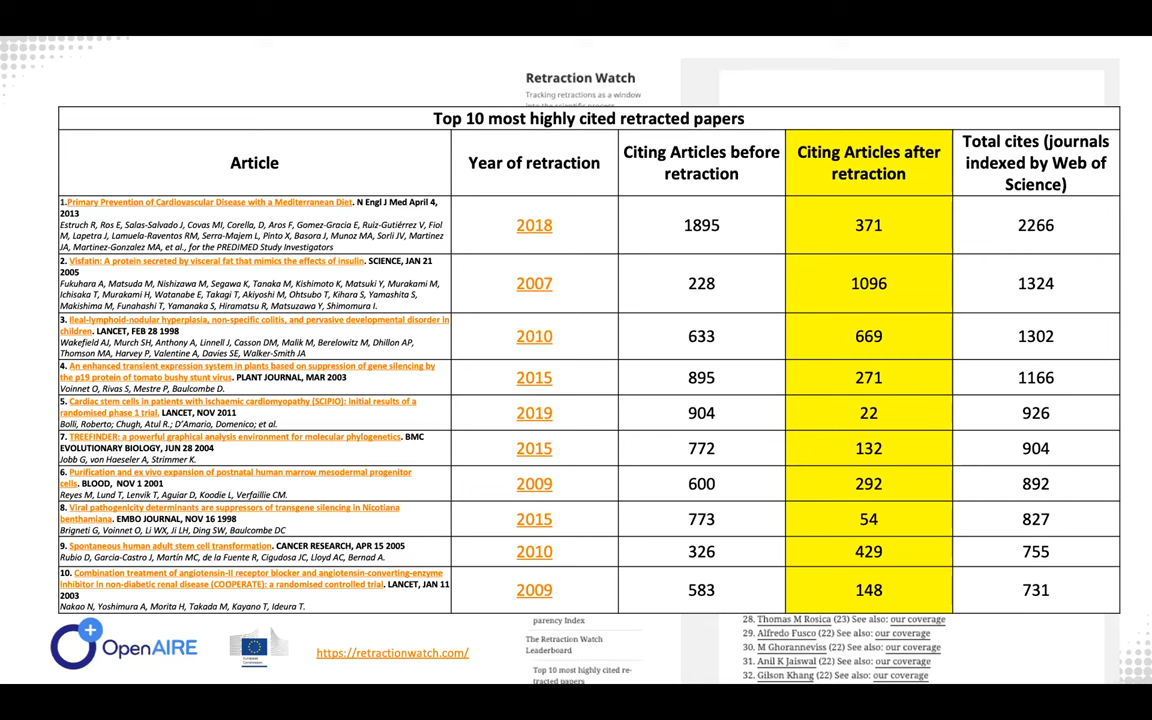 Retraction Watch
Tracking retractions as a window
into the scientific process
Top 10 most highly cited retracted papers
Article
Year of retraction
Citing Articles before
retraction
Citing Articles after
retraction
Total cites (journals
indexed by Web of
Science)
1.Primary Prevention of Cardiovascular Disease with a Mediterranean Diet. N Engl J Med April 4,
2013
Estruch R, Ros E, Salas-Salvado J, Covas MI, Corella, D, Aros F, Gomez-Gracia E, Ruiz-Gutiérrez V, Fiol
M, Lapetra J, Lamuela-Raventos RM, Serra-Majem L, Pinto X, Basora J, Munoz MA, Sorli JV, Martinez
JA, Martinez-Gonzalez MA, et al., for the PREDIMED Study Investigators
2018
1895
371
2266
2. Visfatin: A protein secreted by visceral fat that mimics the effects of insulin. SCIENCE, JAN 21
2005
Fukuhara A, Matsuda M, Nishizawa M, Segawa K, Tanaka M, Kishimoto K, Matsuki Y, Murakami M,
Ichisaka T, Murakami H, Watanabe E, Takagi T, Akiyoshi M, Ohtsubo T, Kihara S, Yamashita S,
Makishima M, Funahashi T, Yamanaka S, Hiramatsu R, Matsuzawa Y, Shimomura I.
2007
228
1096
1324
3. Ileal-lymphoid-nodular hyperplasia, non-specific colitis, and pervasive developmental disorder in
children. LANCET, FEB 28 1998
Wakefield AJ, Murch SH, Anthony A, Linnell J, Casson DM, Malik M, Berelowitz M, Dhillon AP,
Thomson MA, Harvey P, Valentine A, Davies SE, Walker-Smith JA
2010
633
669
1302
4. An enhanced transient expression system in plants based on suppression of gene silencing by
the p19 protein of tomato bushy stunt virus. PLANT JOURNAL, MAR 2003
Voinnet O, Rivas S, Mestre P, Baulcombe D.
2015
895
271
1166
5. Cardiac stem cells in patients with ischaemic cardiomyopathy (SCIPIO): initial results of a
randomised phase 1 trial. LANCET, NOV 2011
Bolli, Roberto; Chugh, Atul R.; D'Amario, Domenico; et al.
2019
904
22
926
7. TREEFINDER: a powerful graphical analysis environment for molecular phylogenetics. BMC
EVOLUTIONARY BIOLOGY, JUN 28 2004
Jobb G, von Haeseler A, Strimmer K.
2015
772
132
904
6. Purification and ex vivo expansion of postnatal human marrow mesodermal progenitor
cells. BLOOD, NOV 1 2001
Reyes M, Lund T, Lenvik T, Aguiar D, Koodie L, Verfaillie CM.
2009
600
292
892
8. Viral pathogenicity determinants are suppressors of transgene silencing in Nicotiana
benthamiana. EMBO JOURNAL, NOV 16 1998
Brigneti G, Voinnet O, Li WX, Ji LH, Ding SW, Baulcombe DC
2015
773
54
827
9. Spontaneous human adult stem cell transformation. CANCER RESEARCH, APR 15 2005
Rubio D, Garcia-Castro J, Martín MC, de la Fuente R, Cigudosa JC, Lloyd AC, Bernad A.
2010
326
429
755
10. Combination treatment of angiotensin-II receptor blocker and angiotensin-converting-enzyme
inhibitor in non-diabetic renal disease (COOPERATE): a randomised controlled trial. LANCET, JAN 11
2003
Nakao N, Yoshimura A, Morita H, Takada M, Kayano T, Ideura T.
2009
583
148
731
OpenAIRE
European
Commission
https://retractionwatch.com/
parency Index
The Retraction Watch
Leaderboard
Top 10 most highly cited re-
tracted papers
28. Thomas M Rosica (23) See also: our coverage
29. Alfredo Fusco (22) See also: our coverage
30. M Ghoranneviss (22) See also: our coverage
31. Anil K Jaiswal (22) See also: our coverage
32. Gilson Khang (22) See also: our coverage